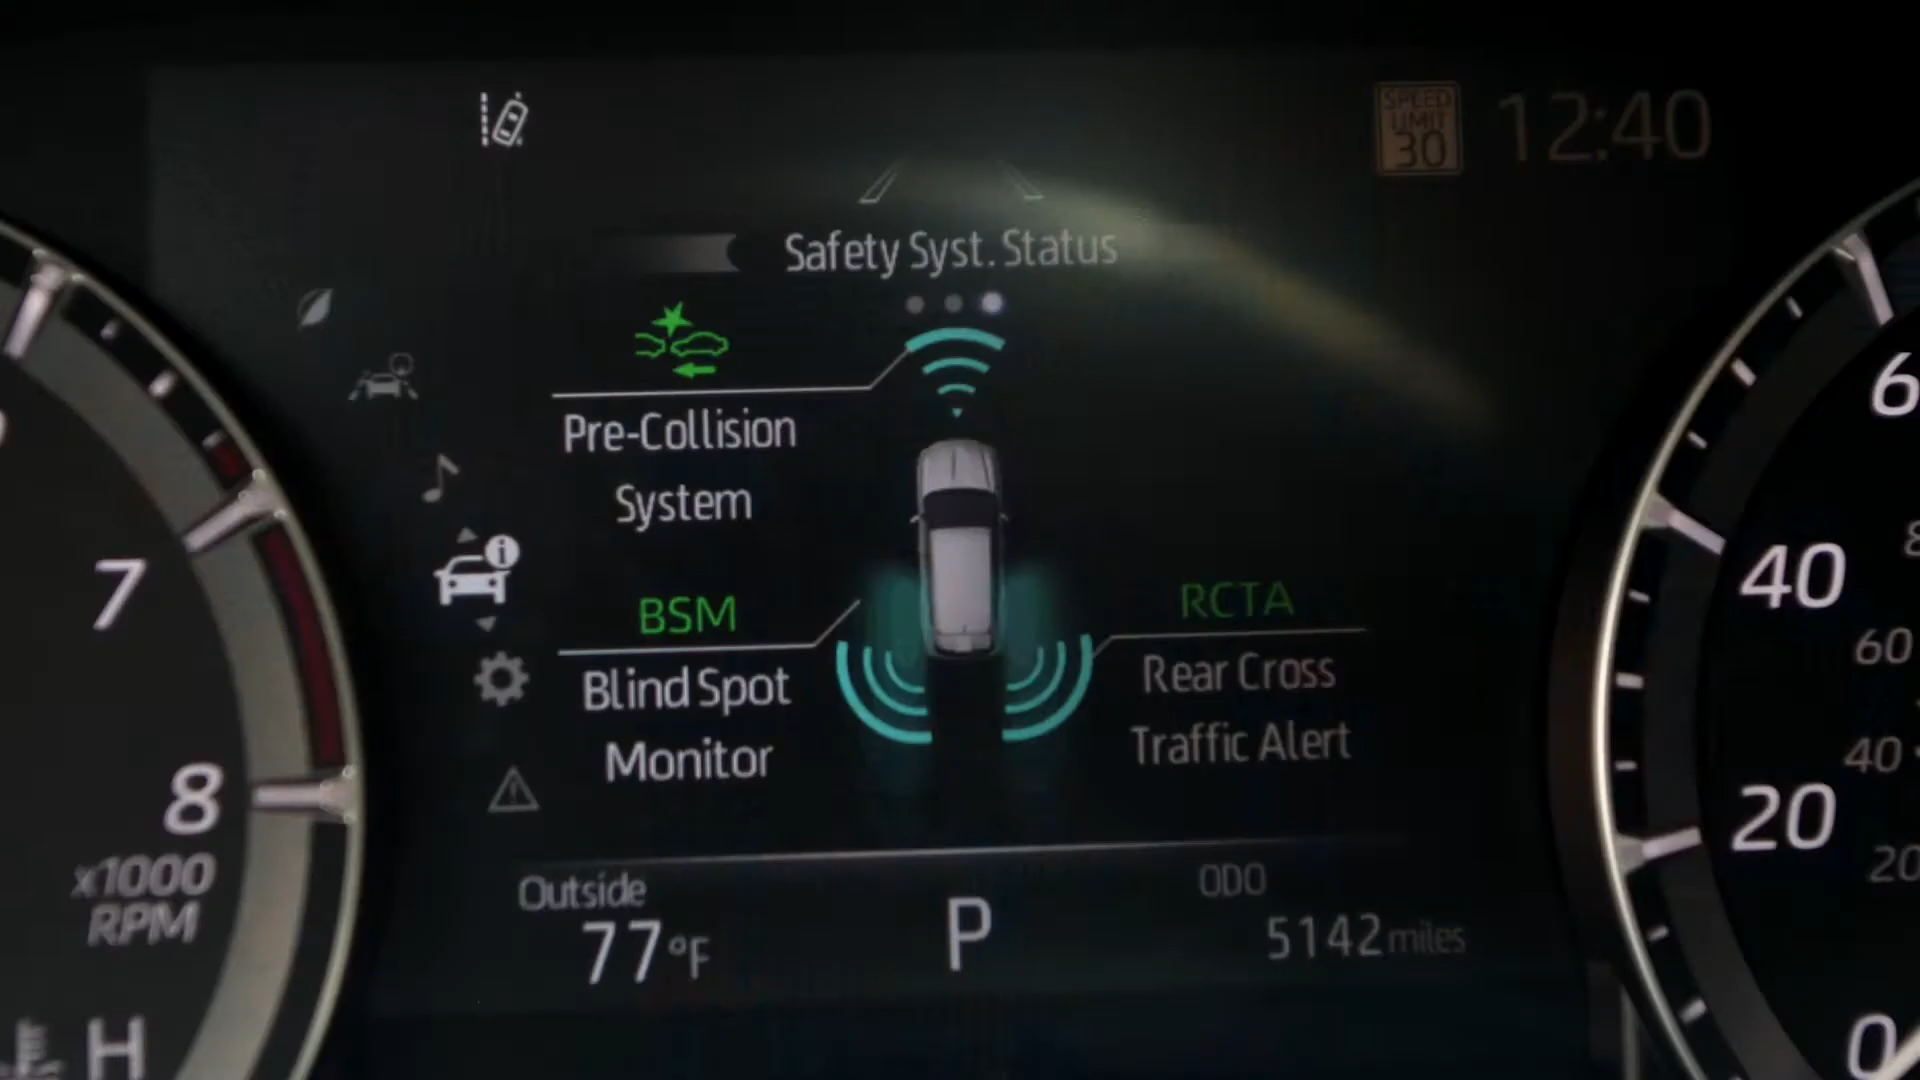 SPEED
LIMIT
30
12:40
Safety Syst. Status
Pre-Collision
System
BSM
Blind Spot
Monitor
RCTA
Rear Cross
Traffic Alert
Outside
77°F
P
ODO
5142 miles
7
8
x1000
RPM
H
6
40
60
40
20
20
0